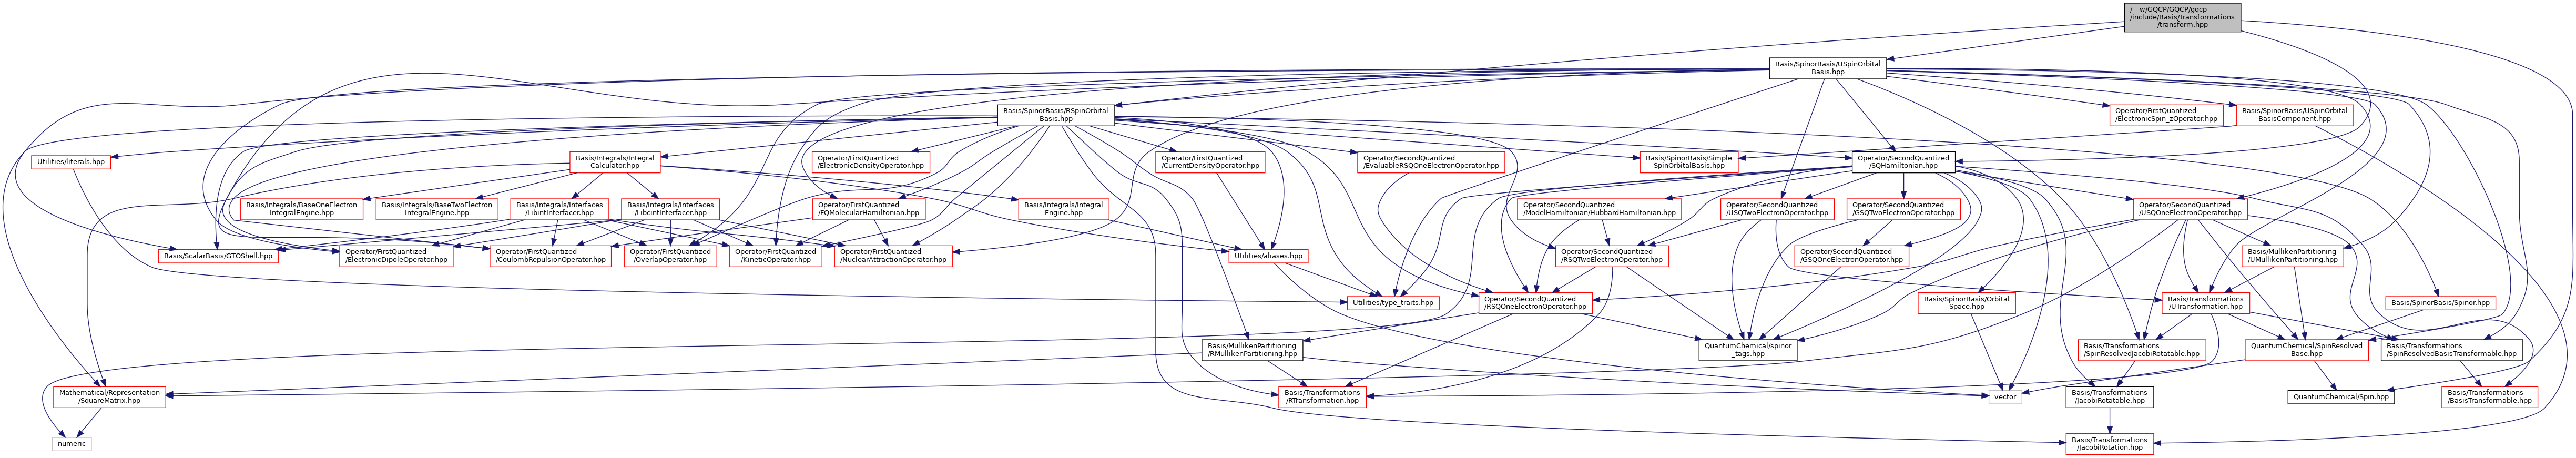 /__w/GQCP/GQCP/gqcp
/include/Basis/Transformations
/transform.hpp
Basis/SpinorBasis/USpinOrbital
Basis.hpp
Basis/SpinorBasis/RSpinOrbital
Basis.hpp
Operator/FirstQuantized
/ElectronicSpin_zOperator.hpp
Basis/SpinorBasis/USpinOrbital
BasisComponent.hpp
Utilities/literals.hpp
Basis/Integrals/Integral
Calculator.hpp
Operator/FirstQuantized
/ElectronicDensityOperator.hpp
Operator/FirstQuantized
/CurrentDensityOperator.hpp
Operator/SecondQuantized
/EvaluableRSQOneElectronOperator.hpp
Basis/SpinorBasis/Simple
SpinOrbitalBasis.hpp
Operator/SecondQuantized
/SQHamiltonian.hpp
Basis/Integrals/BaseOneElectron
IntegralEngine.hpp
Basis/Integrals/BaseTwoElectron
IntegralEngine.hpp
Basis/Integrals/Interfaces
/LibintInterfacer.hpp
Basis/Integrals/Interfaces
/LibcintInterfacer.hpp
Operator/FirstQuantized
/FQMolecularHamiltonian.hpp
Basis/Integrals/Integral
Engine.hpp
Operator/SecondQuantized
/ModelHamiltonian/HubbardHamiltonian.hpp
Operator/SecondQuantized
/USQTwoElectronOperator.hpp
Operator/SecondQuantized
/GSQTwoElectronOperator.hpp
Operator/SecondQuantized
/USQOneElectronOperator.hpp
Basis/ScalarBasis/GTOShell.hpp
Operator/FirstQuantized
/ElectronicDipoleOperator.hpp
Operator/FirstQuantized
/CoulombRepulsionOperator.hpp
Operator/FirstQuantized
/OverlapOperator.hpp
Operator/FirstQuantized
/KineticOperator.hpp
Operator/FirstQuantized
/NuclearAttractionOperator.hpp
Utilities/aliases.hpp
Operator/SecondQuantized
/RSQTwoElectronOperator.hpp
Operator/SecondQuantized
/GSQOneElectronOperator.hpp
Basis/MullikenPartitioning
/UMullikenPartitioning.hpp
Utilities/type_traits.hpp
Operator/SecondQuantized
/RSQOneElectronOperator.hpp
Basis/SpinorBasis/Orbital
Space.hpp
Basis/Transformations
/UTransformation.hpp
Basis/SpinorBasis/Spinor.hpp
Basis/MullikenPartitioning
/RMullikenPartitioning.hpp
QuantumChemistry/spinor
_tags.hpp
Basis/Transformations
/SpinResolvedJacobiRotatable.hpp
QuantumChemistry/SpinResolved
Base.hpp
Basis/Transformations
/SpinResolvedBasisTransformable.hpp
Mathematical/Representation
/SquareMatrix.hpp
Basis/Transformations
/RTransformation.hpp
vector
Basis/Transformations
/JacobiRotatable.hpp
QuantumChemistry/Spin.hpp
Basis/Transformations
/BasisTransformable.hpp
numeric
Basis/Transformations
/JacobiRotation.hpp